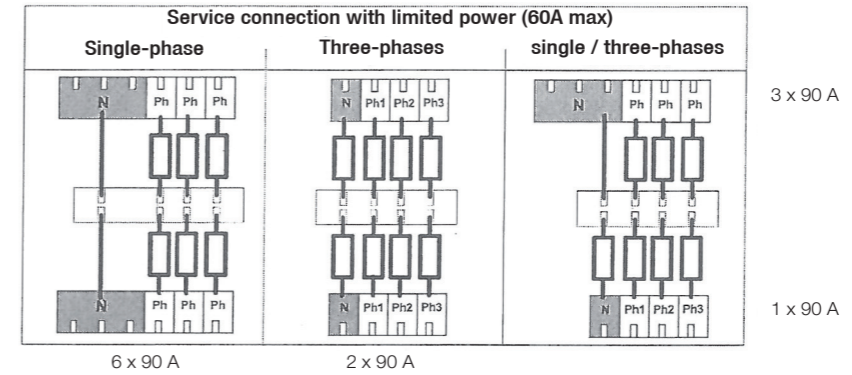 Service connection with limited power (60A max)
Single-phase Three-phases single / three-phases
N Ph Ph Ph N Ph1 Ph2 Ph3 N Ph Ph Ph
3 x 90 A
N Ph Ph Ph N Ph1 Ph2 Ph3 N Ph1 Ph2 Ph3
1 x 90 A
6 x 90 A 2 x 90 A